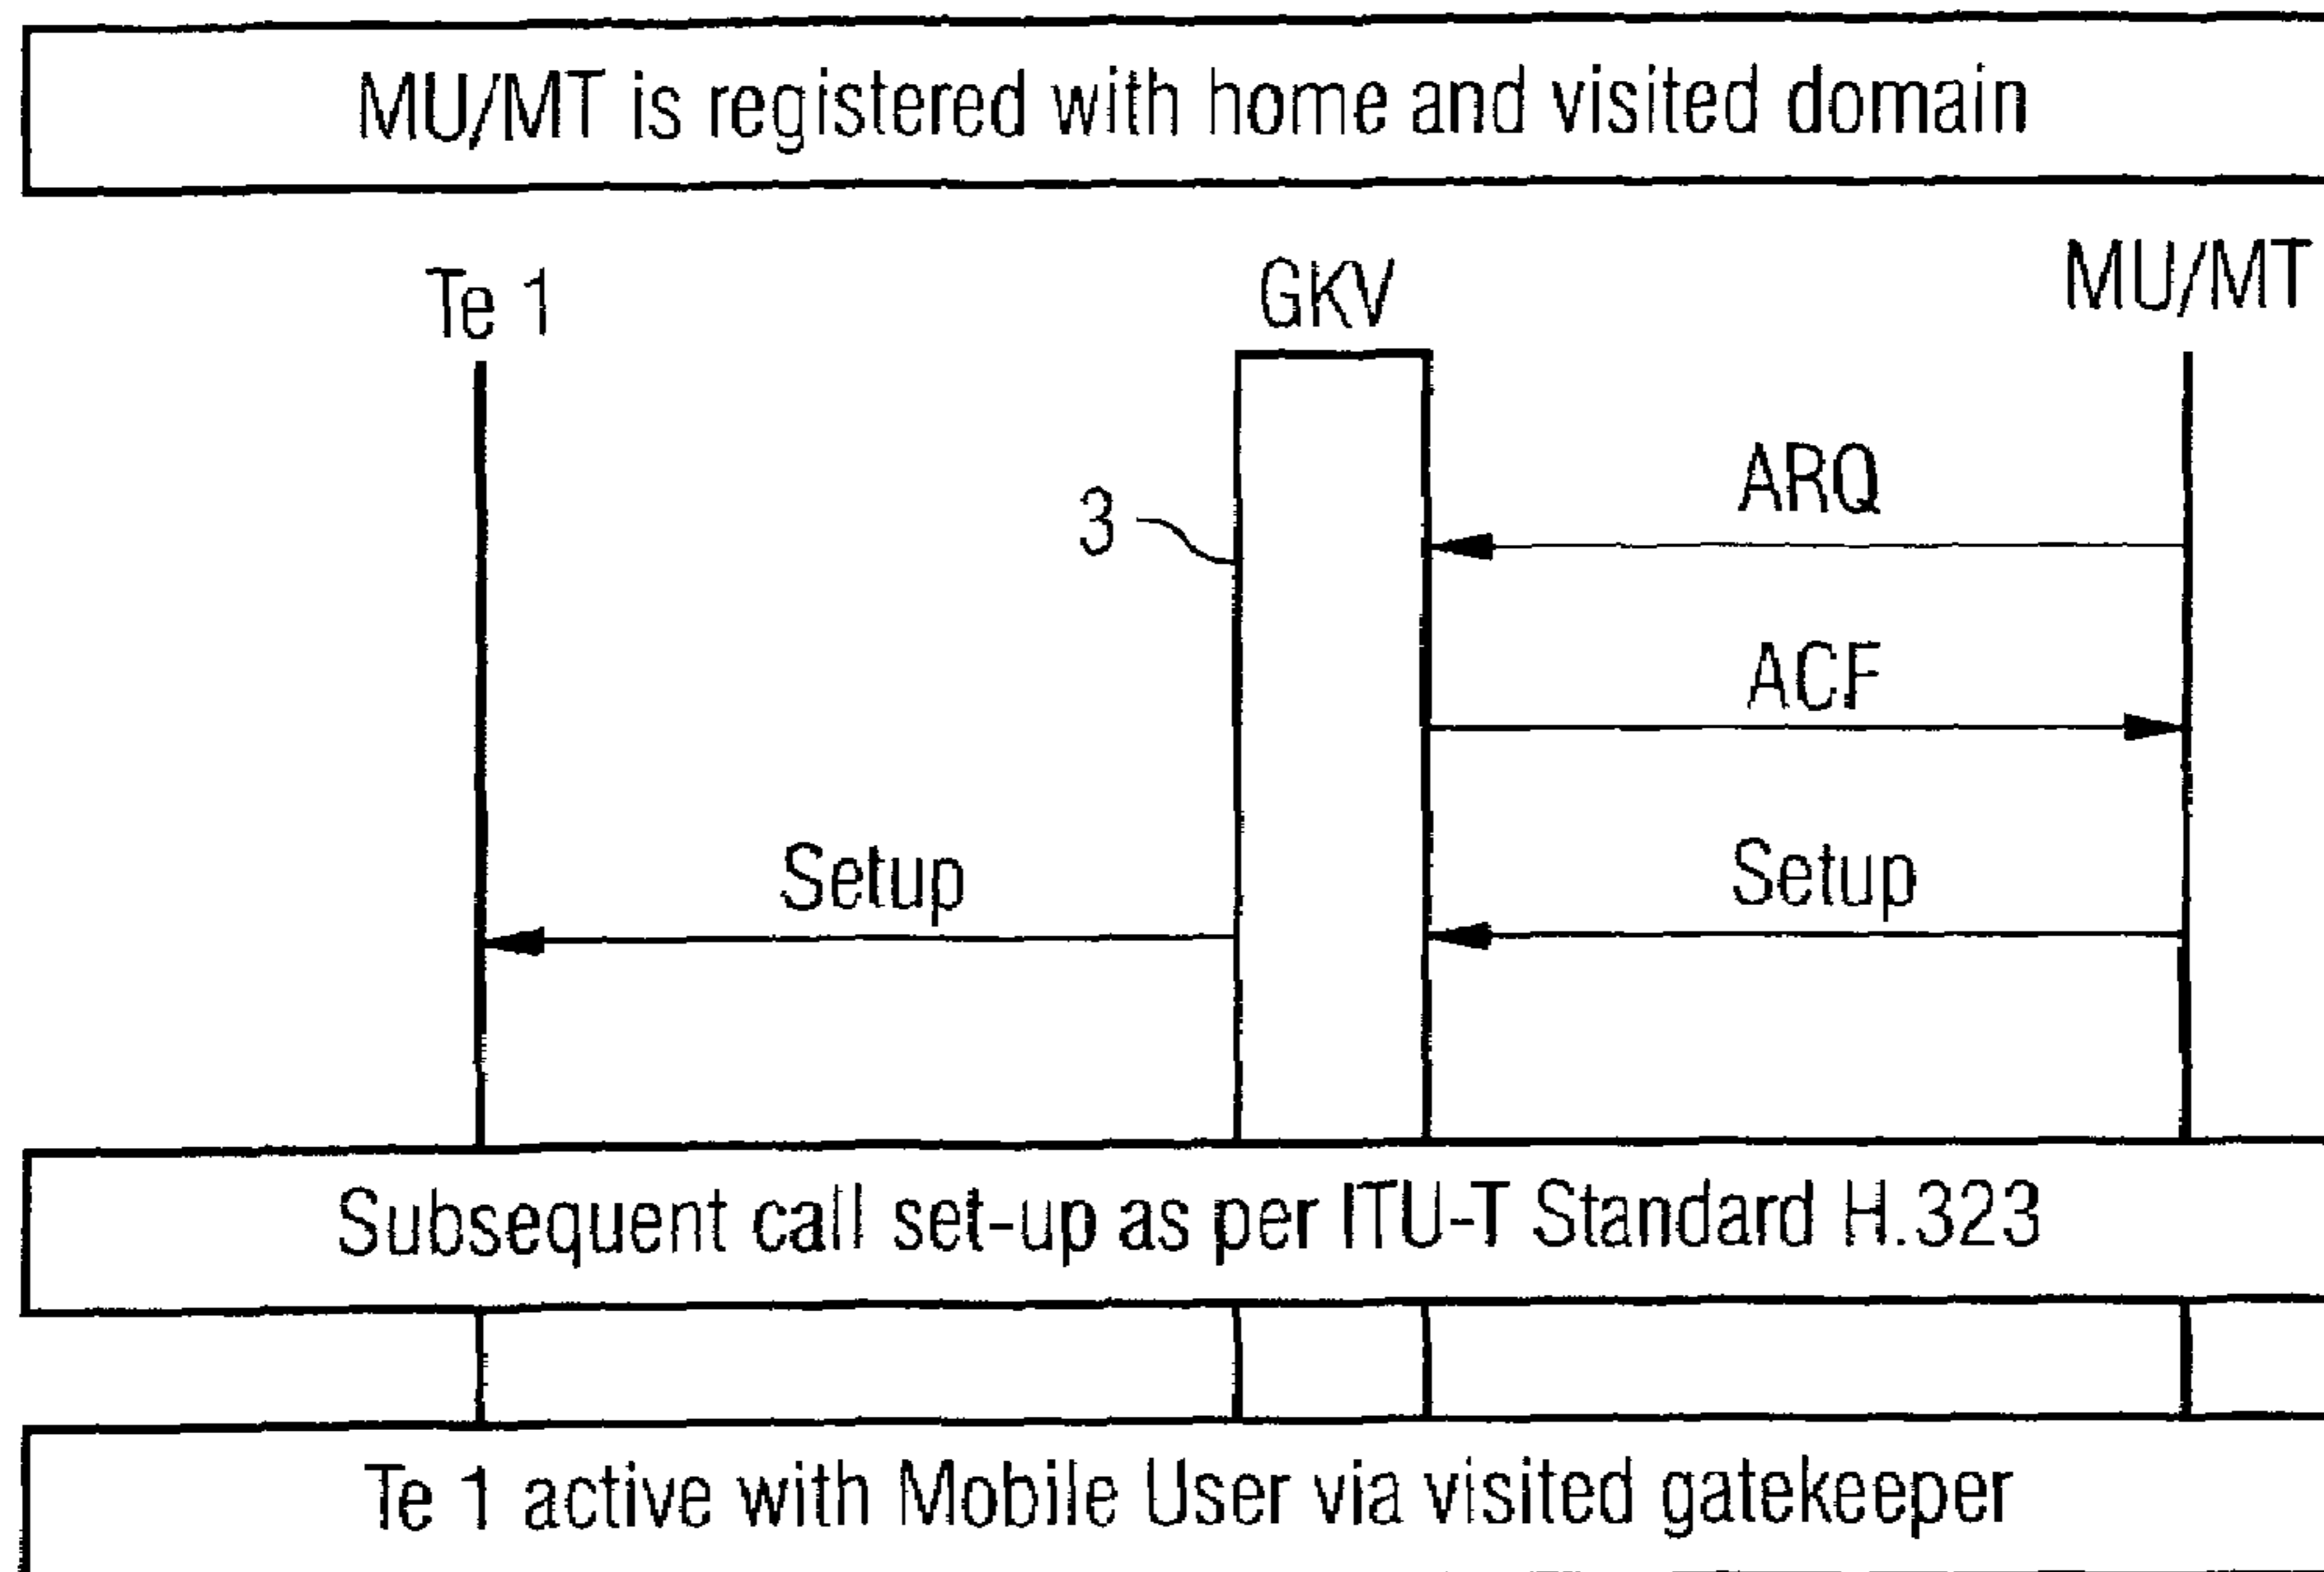 MU/MT is registered with home and visited domain
Te 1
GKV
MU/MT
ARQ
3
ACF
Setup
Setup
Subsequent call set-up as per ITU-T Standard H.323
Te 1 active with Mobile User via visited gatekeeper